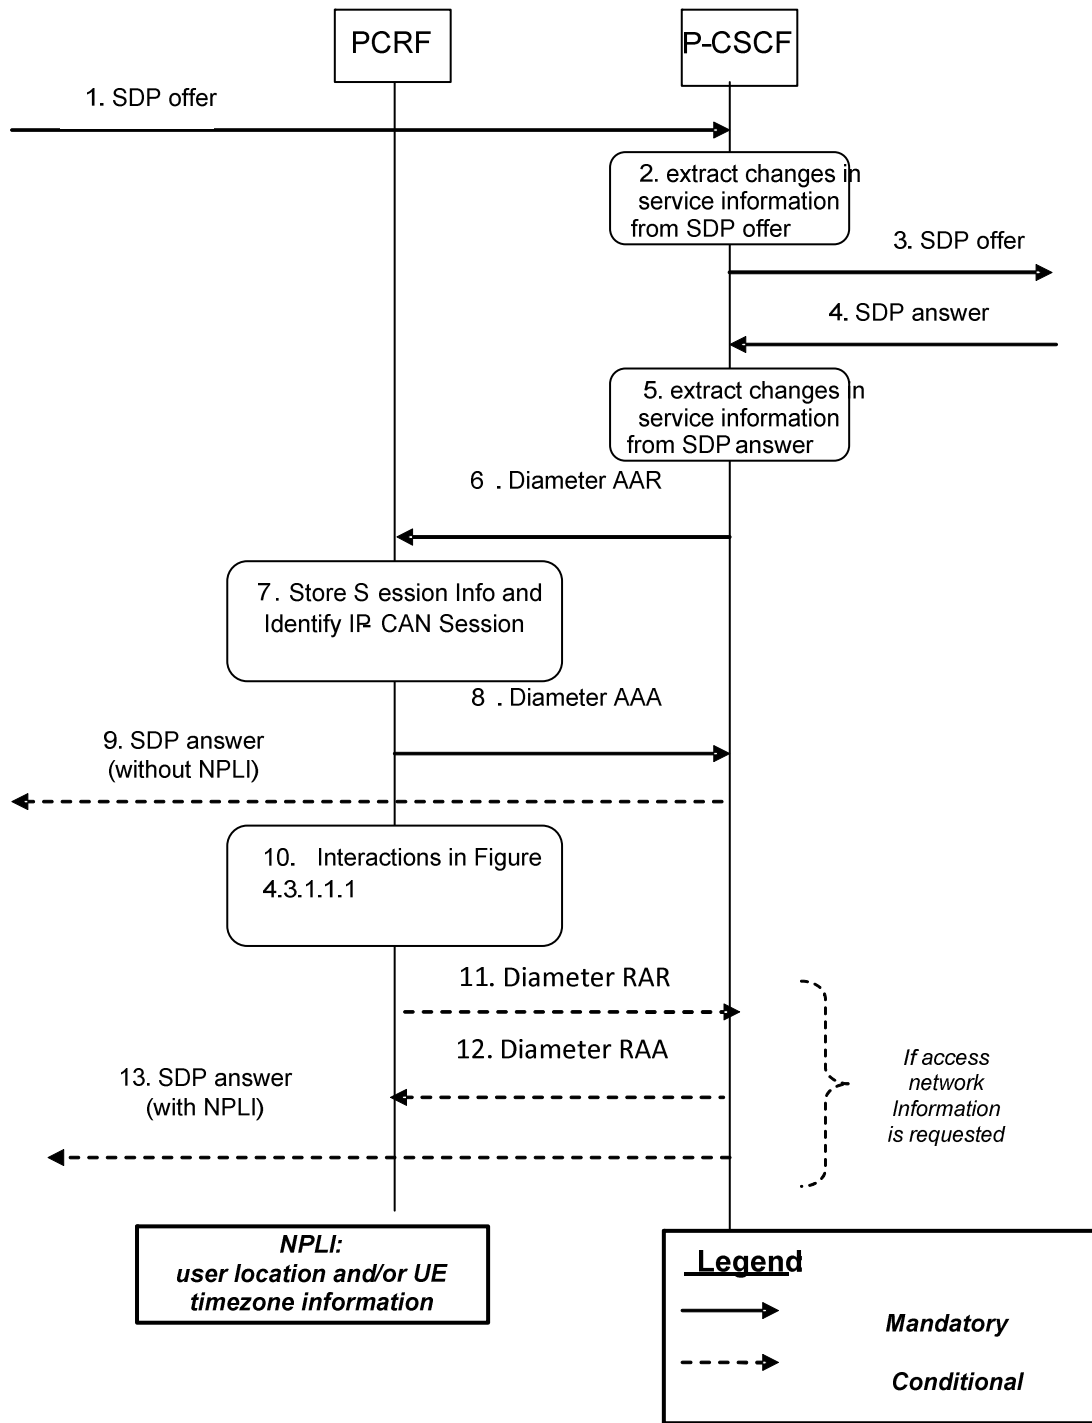 PCRF
P-CSCF
1. SDP offer
2. extract changes in
service information
from SDP offer
3. SDP offer
4. SDP answer
5. extract changes in
service information
from SDP answer
6 . Diameter AAR
7. Store S ession Info and
Identify IP- CAN Session
8 . Diameter AAA
9. SDP answer
(without NPLI)
10. Interactions in Figure
4.3.1.1.1
11. Diameter RAR
12. Diameter RAA
13. SDP answer
(with NPLI)
If access
network
Information
is requested
NPLI:
user location and/or UE
timezone information
Legend:
Mandatory
Conditional